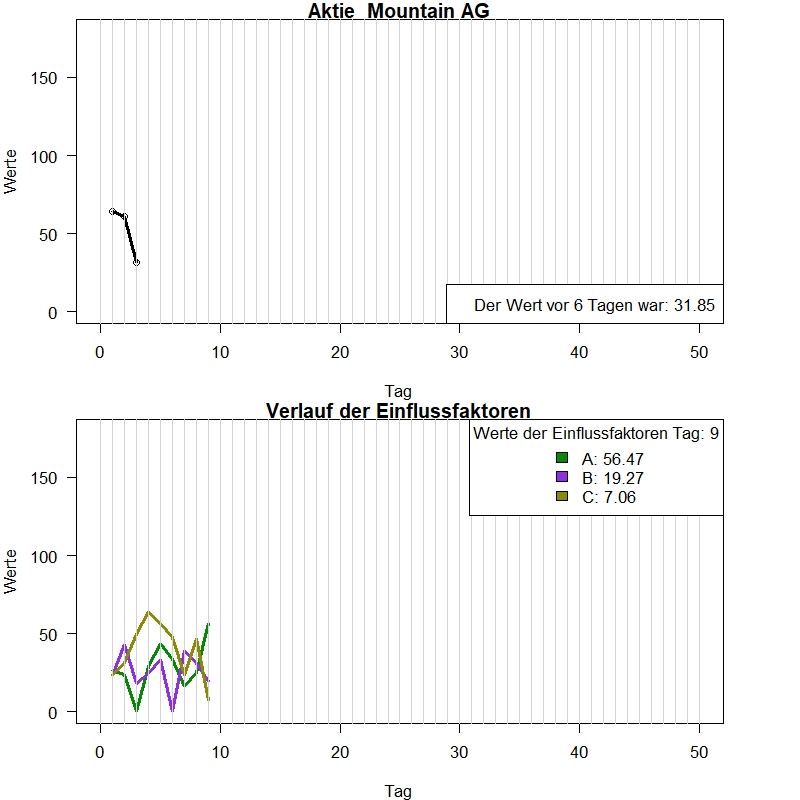 Aktie  Mountain AG
Werte
150
100
50
0
Der Wert vor 6 Tagen war: 31.85
0 10 20 30 40 50
Tag
Verlauf der Einflussfaktoren
Werte
150
100
50
0
Werte der Einflussfaktoren Tag: 9
A: 56.47
B: 19.27
C: 7.06
0 10 20 30 40 50
Tag